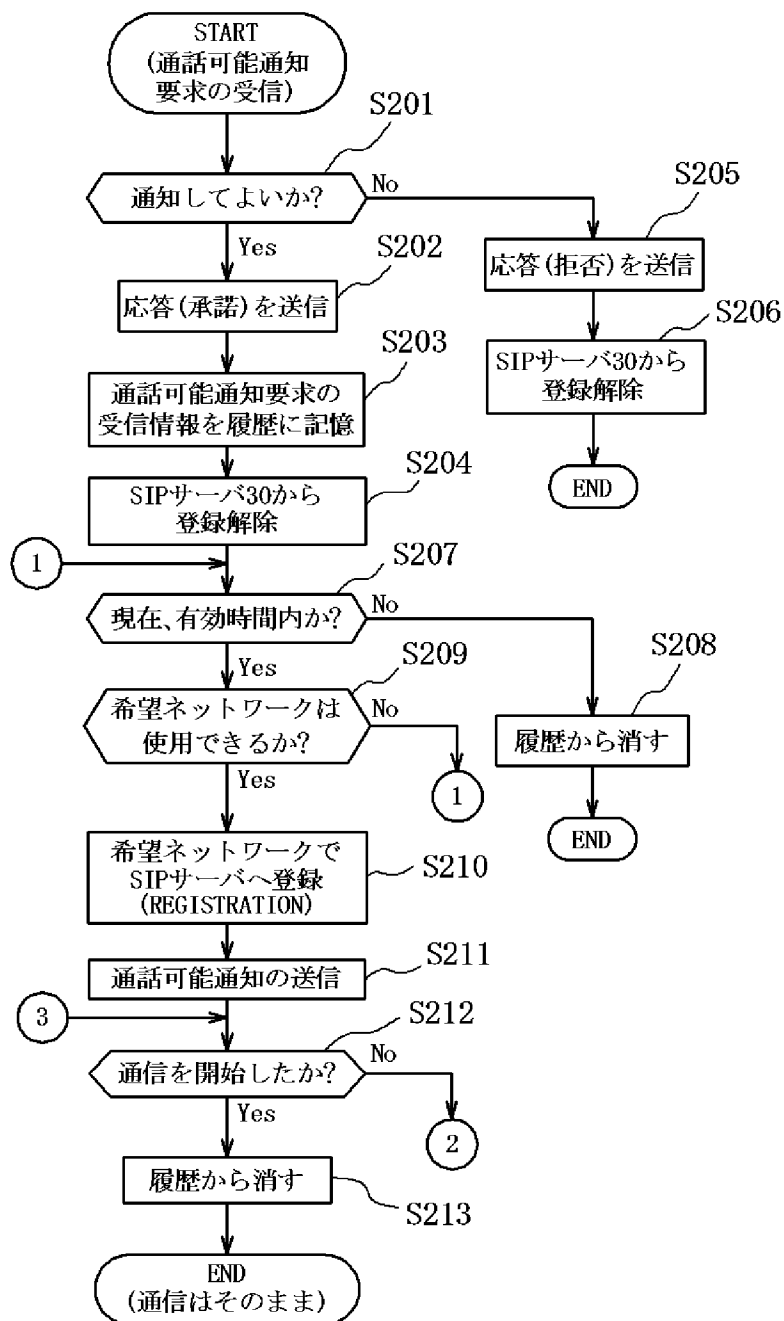 START
(通話可能通知
要求の受信)
S201
通知してよいか?
No
Yes
S205
応答(拒否)を送信
S202
応答(承諾)を送信
S206
SIPサーバ30から
登録解除
S203
通話可能通知要求の
受信情報を履歴に記憶
END
S204
SIPサーバ30から
登録解除
1
S207
現在、有効時間内か?
No
Yes
S208
履歴から消す
S209
希望ネットワークは
使用できるか?
No
Yes
1
END
希望ネットワークで
SIPサーバへ登録
(REGISTRATION)
S210
通話可能通知の送信
S211
3
S212
通信を開始したか?
No
Yes
2
履歴から消す
S213
END
(通信はそのまま)